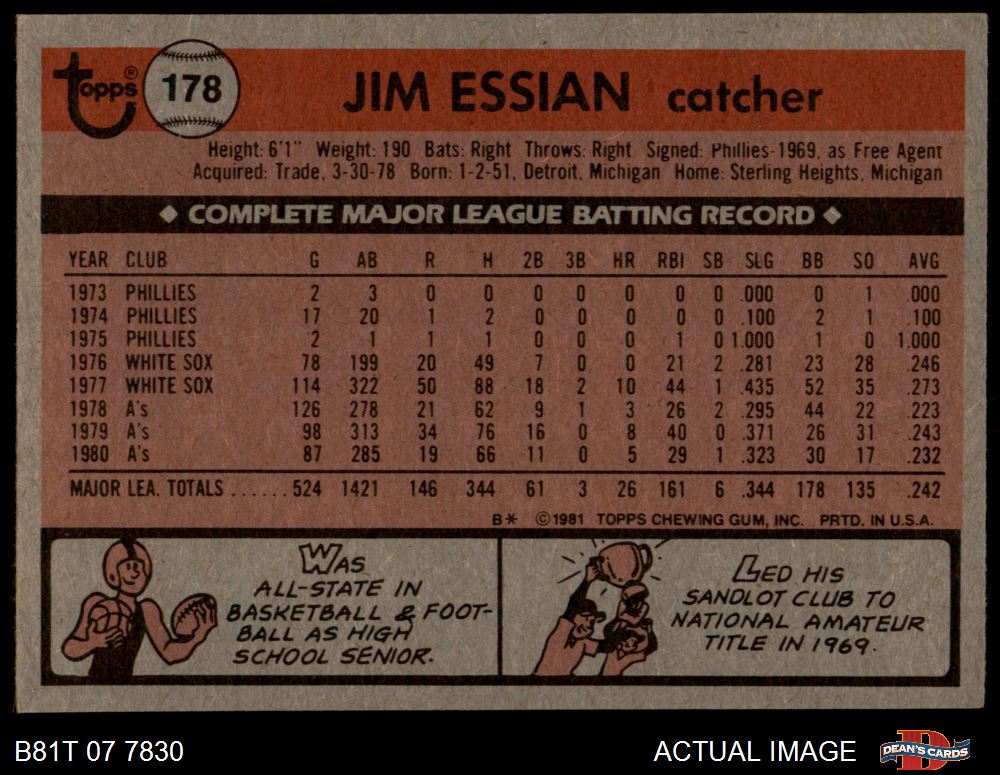 Topps® 178 JIM ESSIAN catcher
Height: 6'1" Weight: 190 Bats: Right Throws: Right Signed: Phillies-1969, as Free Agent
Acquired: Trade, 3-30-78 Born: 1-2-51, Detroit, Michigan Home: Sterling Heights, Michigan
◆ COMPLETE MAJOR LEAGUE BATTING RECORD ◆
YEAR CLUB G AB R H 2B 3B HR RBI SB SLG BB SO AVG
1973 PHILLIES 2 3 0 0 0 0 0 0 0 .000 0 1 .000
1974 PHILLIES 17 20 1 2 0 0 0 0 0 .100 2 1 .100
1975 PHILLIES 2 1 1 1 0 0 0 1 0 1.000 1 0 1.000
1976 WHITE SOX 78 199 20 49 7 0 0 21 2 .281 23 28 .246
1977 WHITE SOX 114 322 50 88 18 2 10 44 1 .435 52 35 .273
1978 A's 126 278 21 62 9 1 3 26 2 .295 44 22 .223
1979 A's 98 313 34 76 16 0 8 40 0 .371 26 31 .243
1980 A's 87 285 19 66 11 0 5 29 1 .323 30 17 .232
MAJOR LEA. TOTALS ......524 1421 146 344 61 3 26 161 6 .344 178 135 .242
B* ©1981 TOPPS CHEWING GUM, INC. PRTD. IN U.S.A.
WAS
ALL-STATE IN
BASKETBALL & FOOT-
BALL AS HIGH
SCHOOL SENIOR.
LED HIS
SANDLOT CLUB TO
NATIONAL AMATEUR
TITLE IN 1969.
B81T 07 7830 ACTUAL IMAGE DEAN'S CARDS